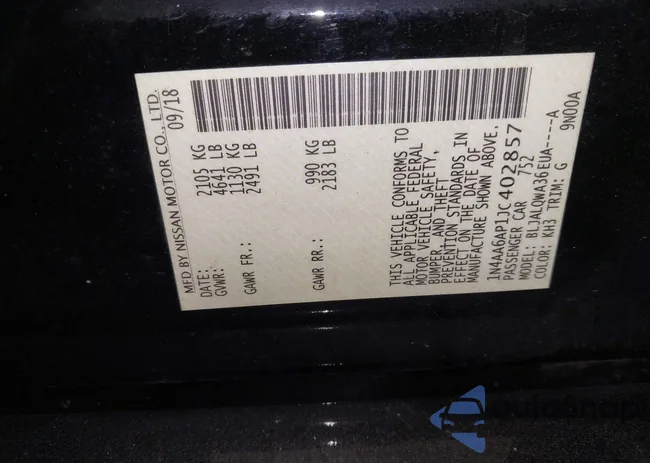 MFD BY NISSAN MOTOR CO., LTD.
DATE: 09/18
GVWR: 2105 KG
4641 LB
GAWR FR.: 1130 KG
2491 LB
GAWR RR.: 990 KG
2183 LB
THIS VEHICLE CONFORMS TO
ALL APPLICABLE FEDERAL
MOTOR VEHICLE SAFETY,
BUMPER, AND THEFT
PREVENTION STANDARDS IN
EFFECT ON THE DATE OF
MANUFACTURE SHOWN ABOVE.
1N4AA6AP1JC402857
PASSENGER CAR 752
MODEL: BLJALOWA36EUA----A
COLOR: KH3 TRIM: G 9N00A
autosnap